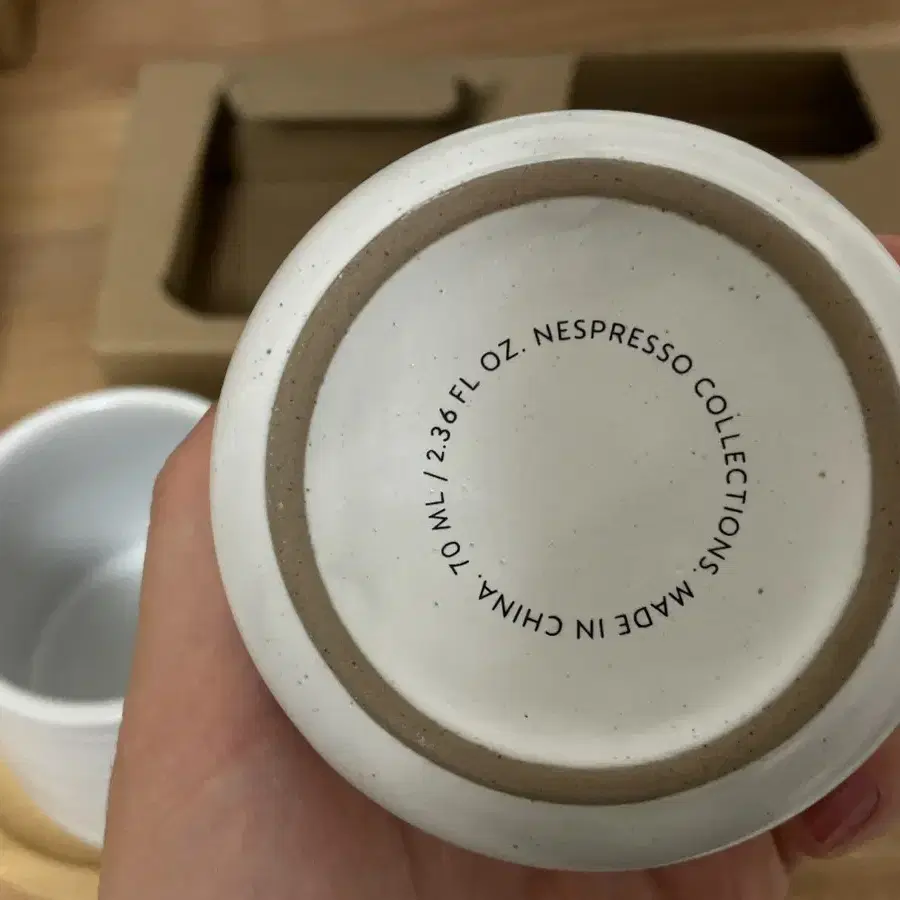 70 ML / 2.36 FL OZ. NESPRESSO COLLECTIONS. MADE IN CHINA.